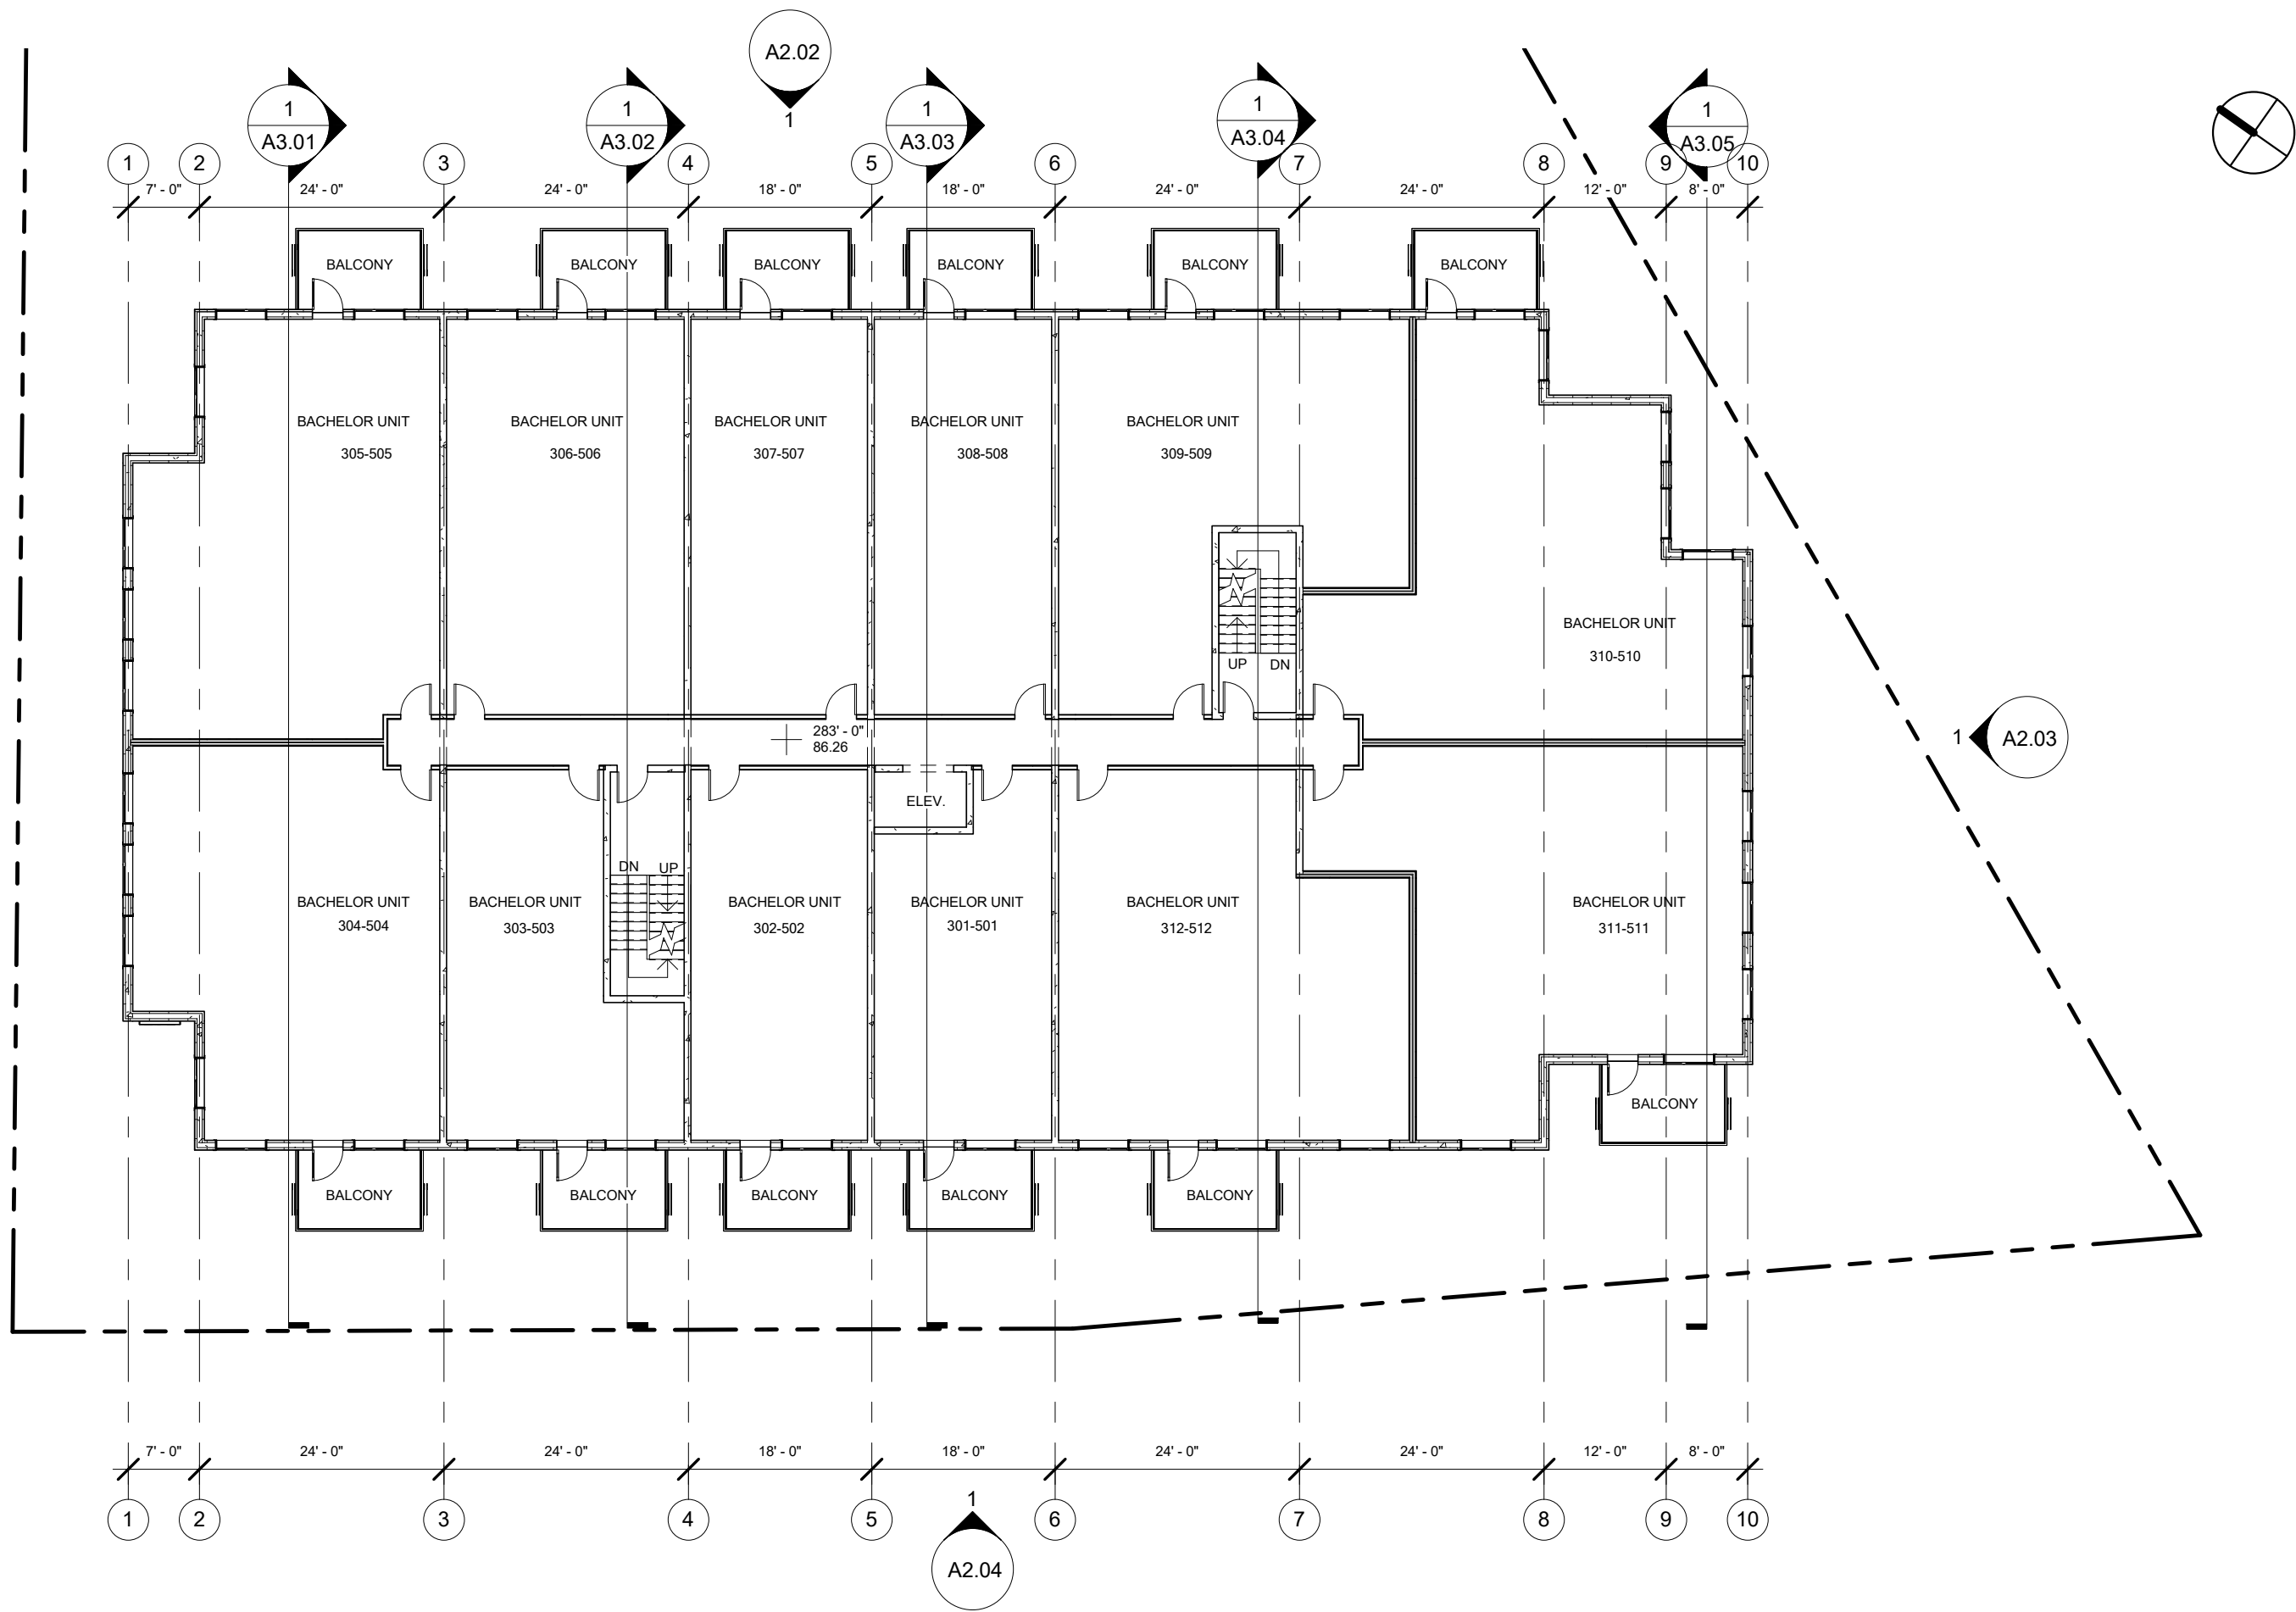 A2.02
1
1
A3.01
1
A3.02
1
A3.03
1
A3.04
1
A3.05
1
2
3
4
5
6
7
8
9
10
7' - 0"
24' - 0"
24' - 0"
18' - 0"
18' - 0"
24' - 0"
24' - 0"
12' - 0"
8' - 0"
BALCONY
BALCONY
BALCONY
BALCONY
BALCONY
BALCONY
BACHELOR UNIT
305-505
BACHELOR UNIT
306-506
BACHELOR UNIT
307-507
BACHELOR UNIT
308-508
BACHELOR UNIT
309-509
BACHELOR UNIT
310-510
UP
DN
283' - 0"
86.26
1
A2.03
ELEV.
DN
UP
BACHELOR UNIT
304-504
BACHELOR UNIT
303-503
BACHELOR UNIT
302-502
BACHELOR UNIT
301-501
BACHELOR UNIT
312-512
BACHELOR UNIT
311-511
BALCONY
BALCONY
BALCONY
BALCONY
BALCONY
BALCONY
7' - 0"
24' - 0"
24' - 0"
18' - 0"
18' - 0"
24' - 0"
24' - 0"
12' - 0"
8' - 0"
1
2
3
4
5
6
7
8
9
10
1
A2.04